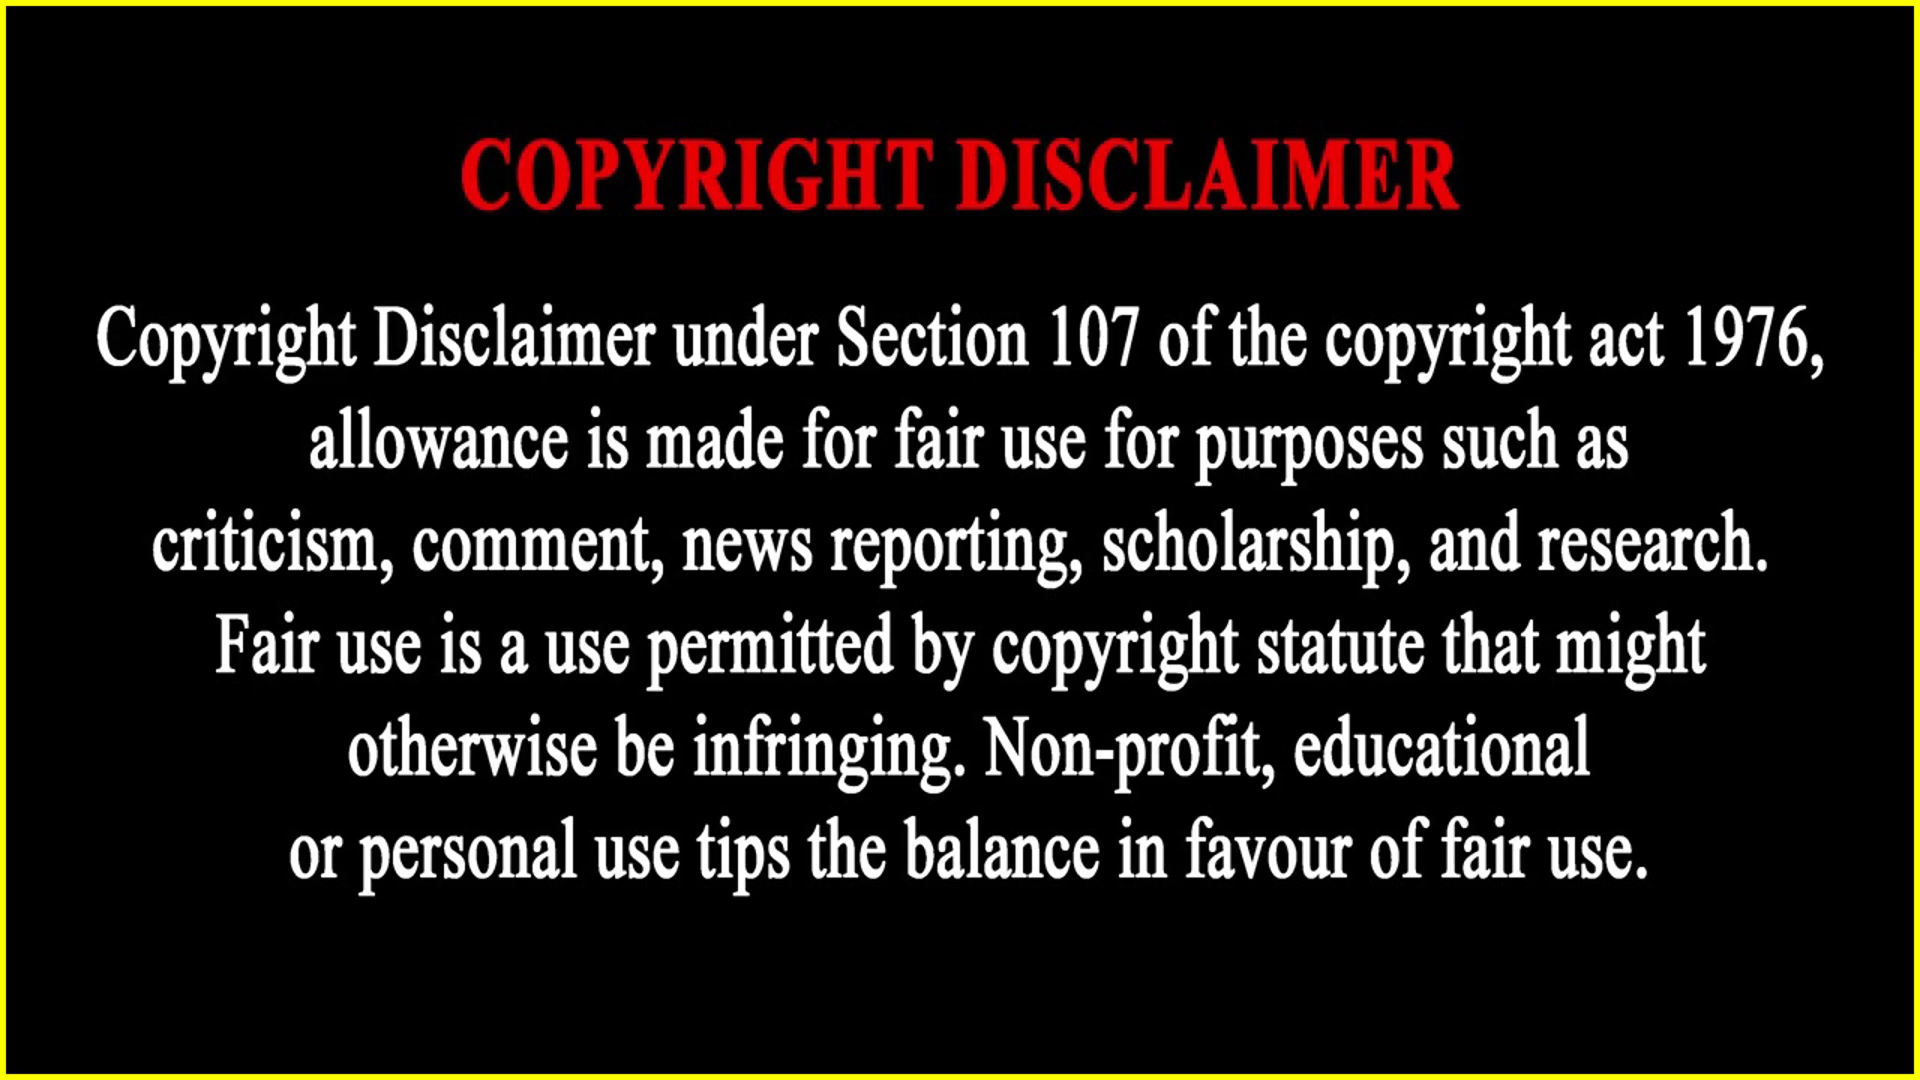 COPYRIGHT DISCLAIMER
Copyright Disclaimer under Section 107 of the copyright act 1976,
allowance is made for fair use for purposes such as
criticism, comment, news reporting, scholarship, and research.
Fair use is a use permitted by copyright statute that might
otherwise be infringing. Non-profit, educational
or personal use tips the balance in favour of fair use.